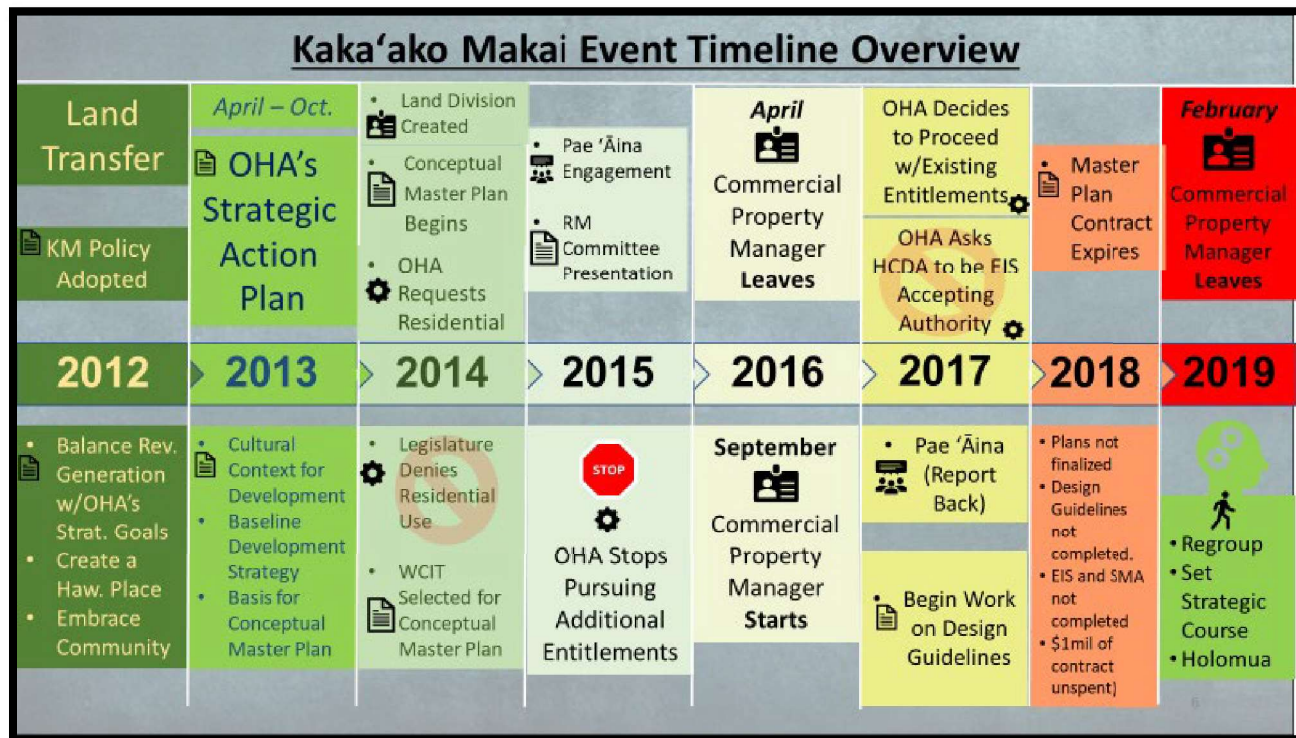 Kaka‘ako Makai Event Timeline Overview
Land
Transfer
KM Policy
Adopted
April – Oct.
OHA’s
Strategic
Action
Plan
• Land Division
Created
• Conceptual
Master Plan
Begins
• OHA
Requests
Residential
• Pae ‘Āina
Engagement
• RM
Committee
Presentation
April
Commercial
Property
Manager
Leaves
OHA Decides
to Proceed
w/Existing
Entitlements
OHA Asks
HCDA to be EIS
Accepting
Authority
• Master
Plan
Contract
Expires
February
Commercial
Property
Manager
Leaves
2012
2013
2014
2015
2016
2017
2018
2019
• Balance Rev.
Generation
w/OHA’s
Strat. Goals
• Create a
Haw. Place
• Embrace
Community
• Cultural
Context for
Development
• Baseline
Development
Strategy
• Basis for
Conceptual
Master Plan
• Legislature
Denies
Residential
Use
• WCIT
Selected for
Conceptual
Master Plan
STOP
OHA Stops
Pursuing
Additional
Entitlements
September
Commercial
Property
Manager
Starts
• Pae ‘Āina
(Report
Back)
• Begin Work
on Design
Guidelines
• Plans not
finalized
• Design
Guidelines
not
completed.
• EIS and SMA
not
completed
• $1mil of
contract
unspent)
• Regroup
• Set
Strategic
Course
• Holomua
6